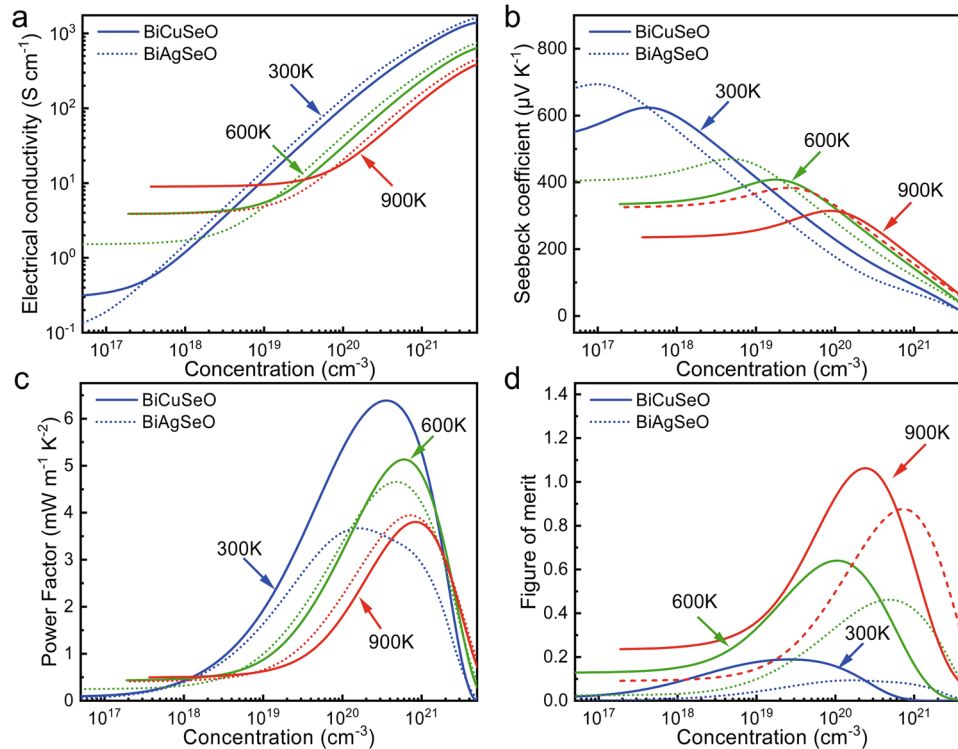 a
Electrical conductivity (S cm⁻¹)
10³
10²
10¹
10⁰
10⁻¹
BiCuSeO
BiAgSeO
300K
600K
900K
10¹⁷ 10¹⁸ 10¹⁹ 10²⁰ 10²¹
Concentration (cm⁻³)
b
Seebeck coefficient (μV K⁻¹)
800
600
400
200
0
BiCuSeO
BiAgSeO
300K
600K
900K
10¹⁷ 10¹⁸ 10¹⁹ 10²⁰ 10²¹
Concentration (cm⁻³)
c
Power Factor (mW m⁻¹ K⁻²)
6
5
4
3
2
1
0
BiCuSeO
BiAgSeO
600K
300K
900K
10¹⁷ 10¹⁸ 10¹⁹ 10²⁰ 10²¹
Concentration (cm⁻³)
d
Figure of merit
1.4
1.2
1.0
0.8
0.6
0.4
0.2
0.0
BiCuSeO
BiAgSeO
900K
600K
300K
10¹⁷ 10¹⁸ 10¹⁹ 10²⁰ 10²¹
Concentration (cm⁻³)